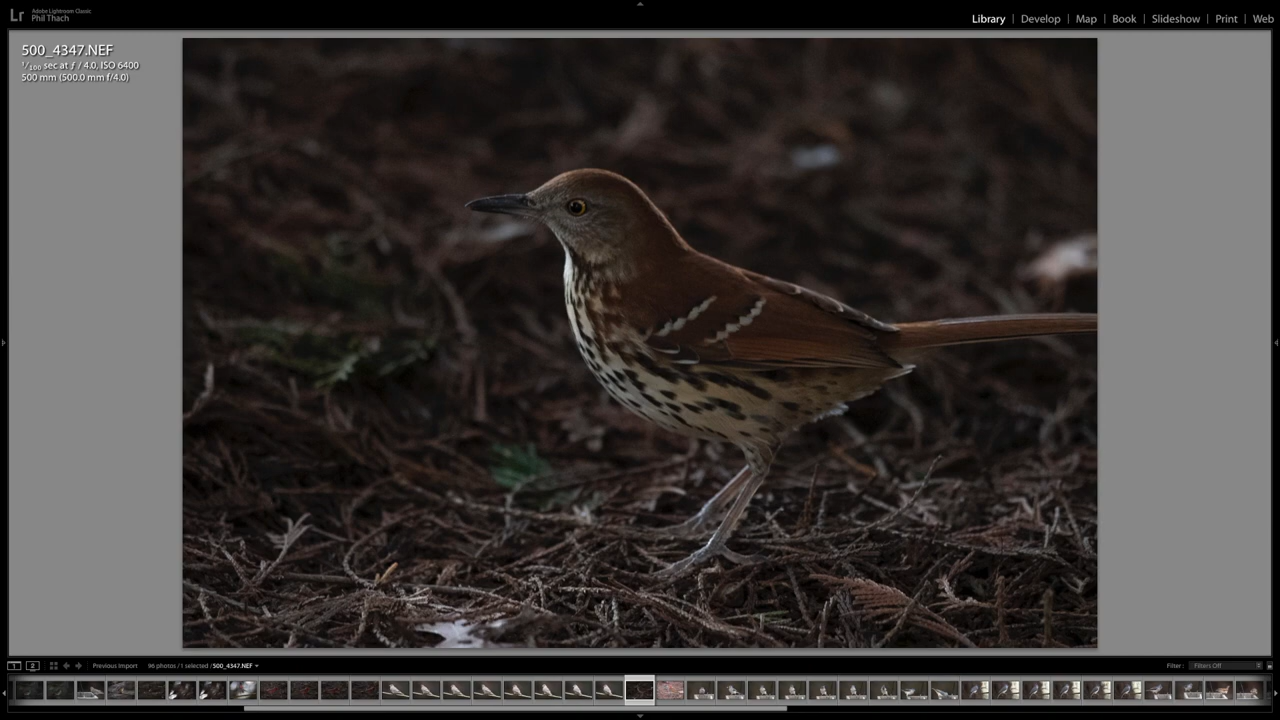 Lr
Adobe Lightroom Classic
Phil Thach
Library | Develop | Map | Book | Slideshow | Print | Web
500_4347.NEF
1/160 sec at ƒ / 4.0, ISO 6400
500 mm (500.0 mm f/4.0)
1 2 Previous Import 96 photos / 1 selected / 500_4347.NEF Filter : Filters Off